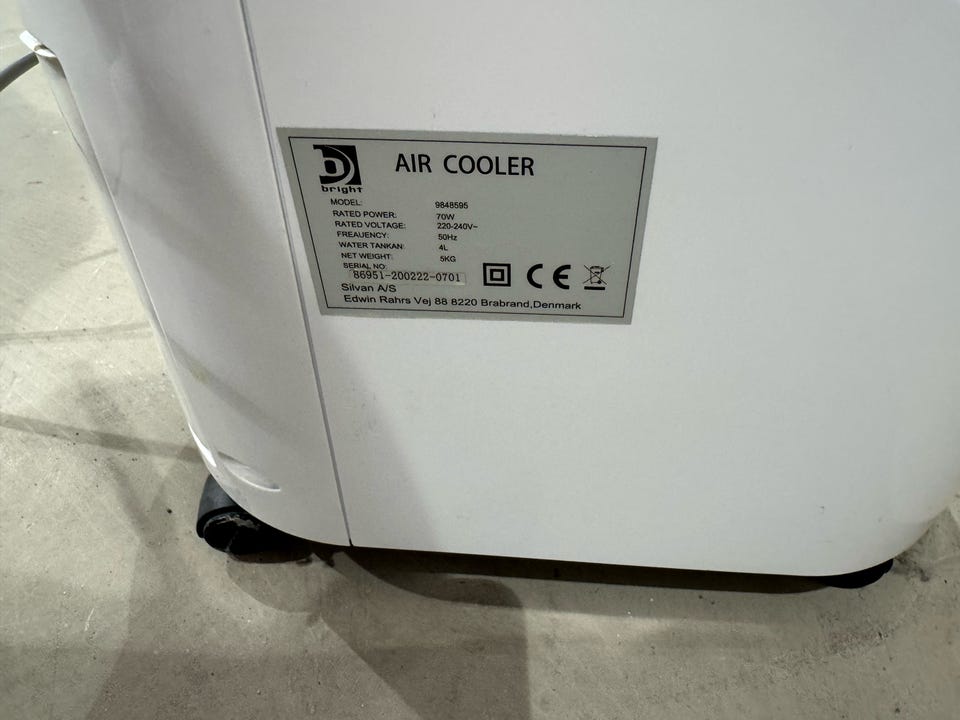 b
bright
AIR COOLER
MODEL: 9848595
RATED POWER: 70W
RATED VOLTAGE: 220-240V~
FREAUENCY: 50Hz
WATER TANKAN: 4L
NET WEIGHT: 5KG
SERIAL NO:
86951-200222-0701
CE
Silvan A/S
Edwin Rahrs Vej 88 8220 Brabrand,Denmark